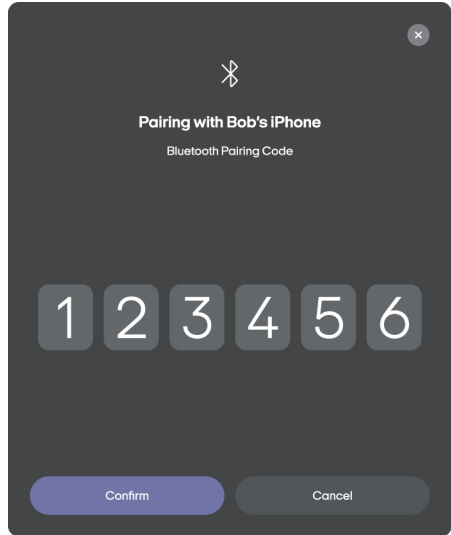 Pairing with Bob's iPhone
Bluetooth Pairing Code
1 2 3 4 5 6
Confirm Cancel